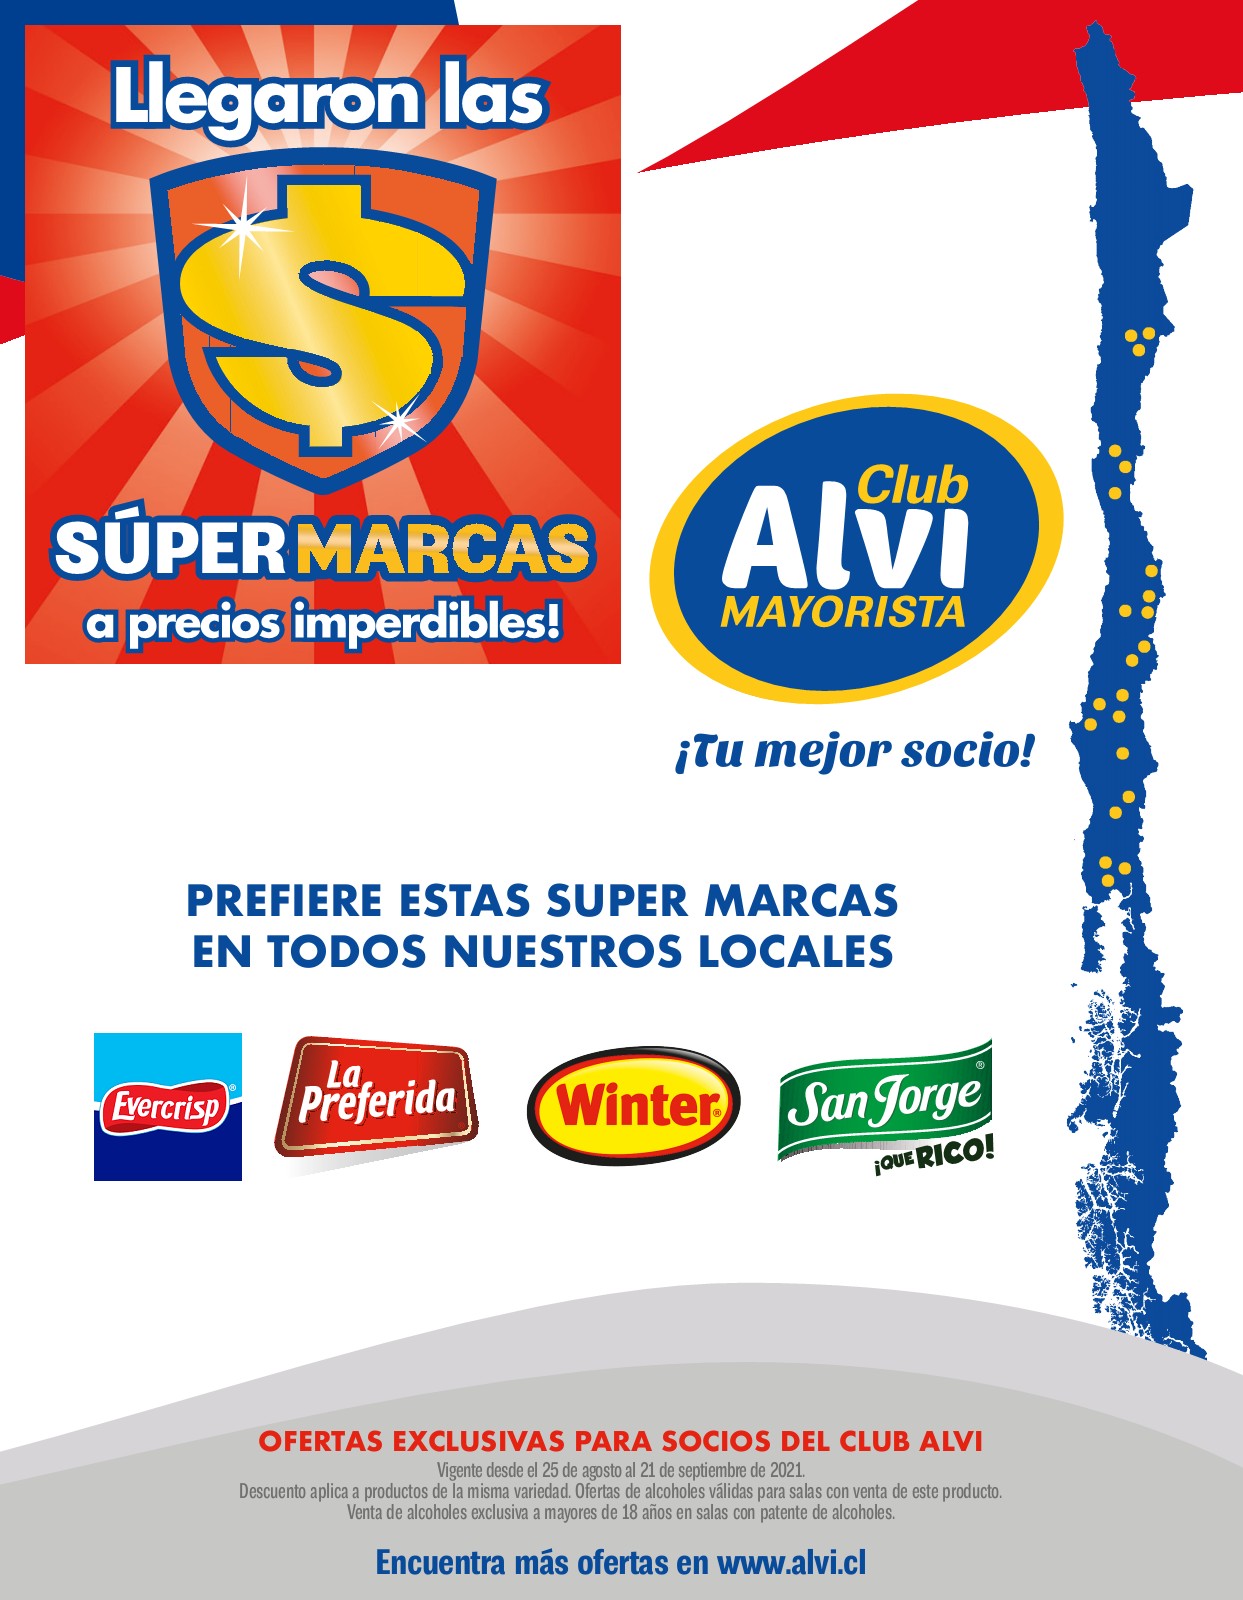 Llegaron las
SÚPER MARCAS
a precios imperdibles!
Club
Alvi
MAYORISTA
¡Tu mejor socio!
PREFIERE ESTAS SUPER MARCAS
EN TODOS NUESTROS LOCALES
Evercrisp®
La
Preferida
Winter®
San Jorge®
¡QUE RICO!
OFERTAS EXCLUSIVAS PARA SOCIOS DEL CLUB ALVI
Vigente desde el 25 de agosto al 21 de septiembre de 2021.
Descuento aplica a productos de la misma variedad. Ofertas de alcoholes válidas para salas con venta de este producto.
Venta de alcoholes exclusiva a mayores de 18 años en salas con patente de alcoholes.
Encuentra más ofertas en www.alvi.cl